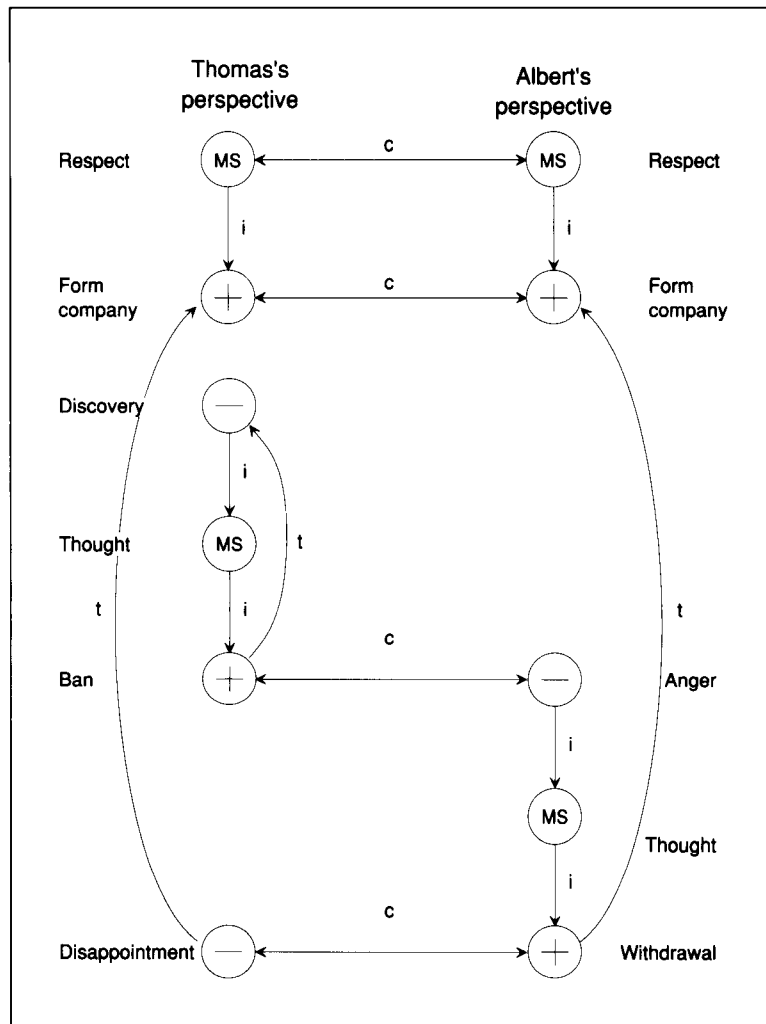 Thomas's
perspective
Albert's
perspective
Respect
MS
c
MS
Respect
i
i
Form
company
+
c
+
Form
company
Discovery
—
i
Thought
MS
t
i
t
t
Ban
+
c
—
Anger
i
MS
Thought
i
Disappointment
—
c
+
Withdrawal